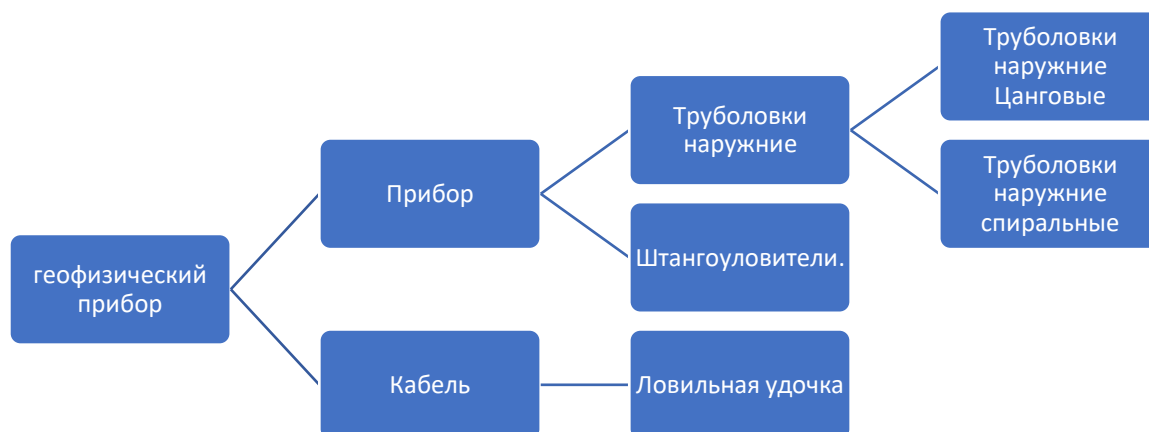 геофизический
прибор
Прибор
Кабель
Труболовки
наружние
Штангоуловители.
Ловильная удочка
Труболовки
наружние
Цанговые
Труболовки
наружние
спиральные